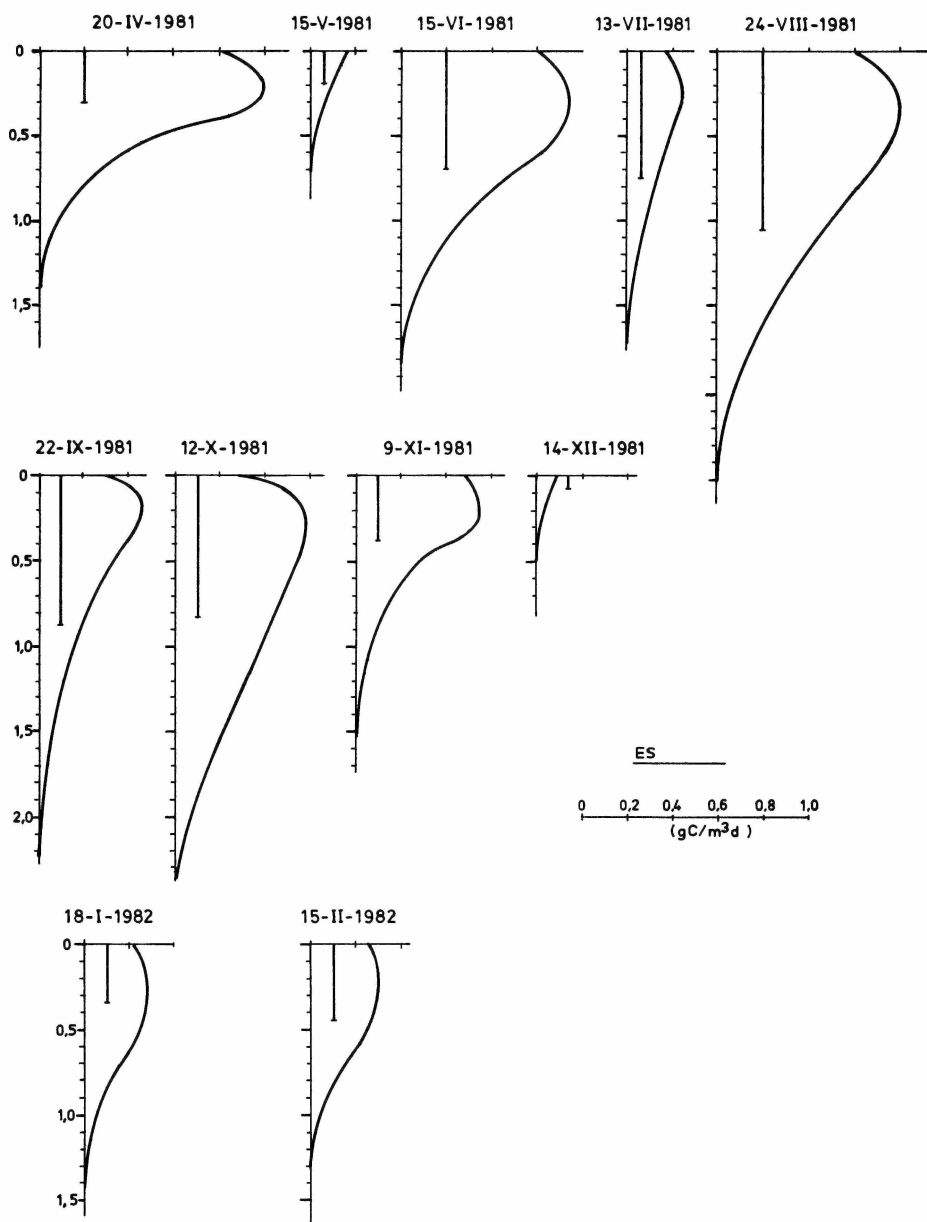 20-IV-1981 15-V-1981 15-VI-1981 13-VII-1981 24-VIII-1981
0
0,5
1,0
1,5
22-IX-1981 12-X-1981 9-XI-1981 14-XII-1981
0
0,5
1,0
1,5
2,0
ES
0 0,2 0,4 0,6 0,8 1,0
(gC/m³d)
18-I-1982 15-II-1982
0
0,5
1,0
1,5